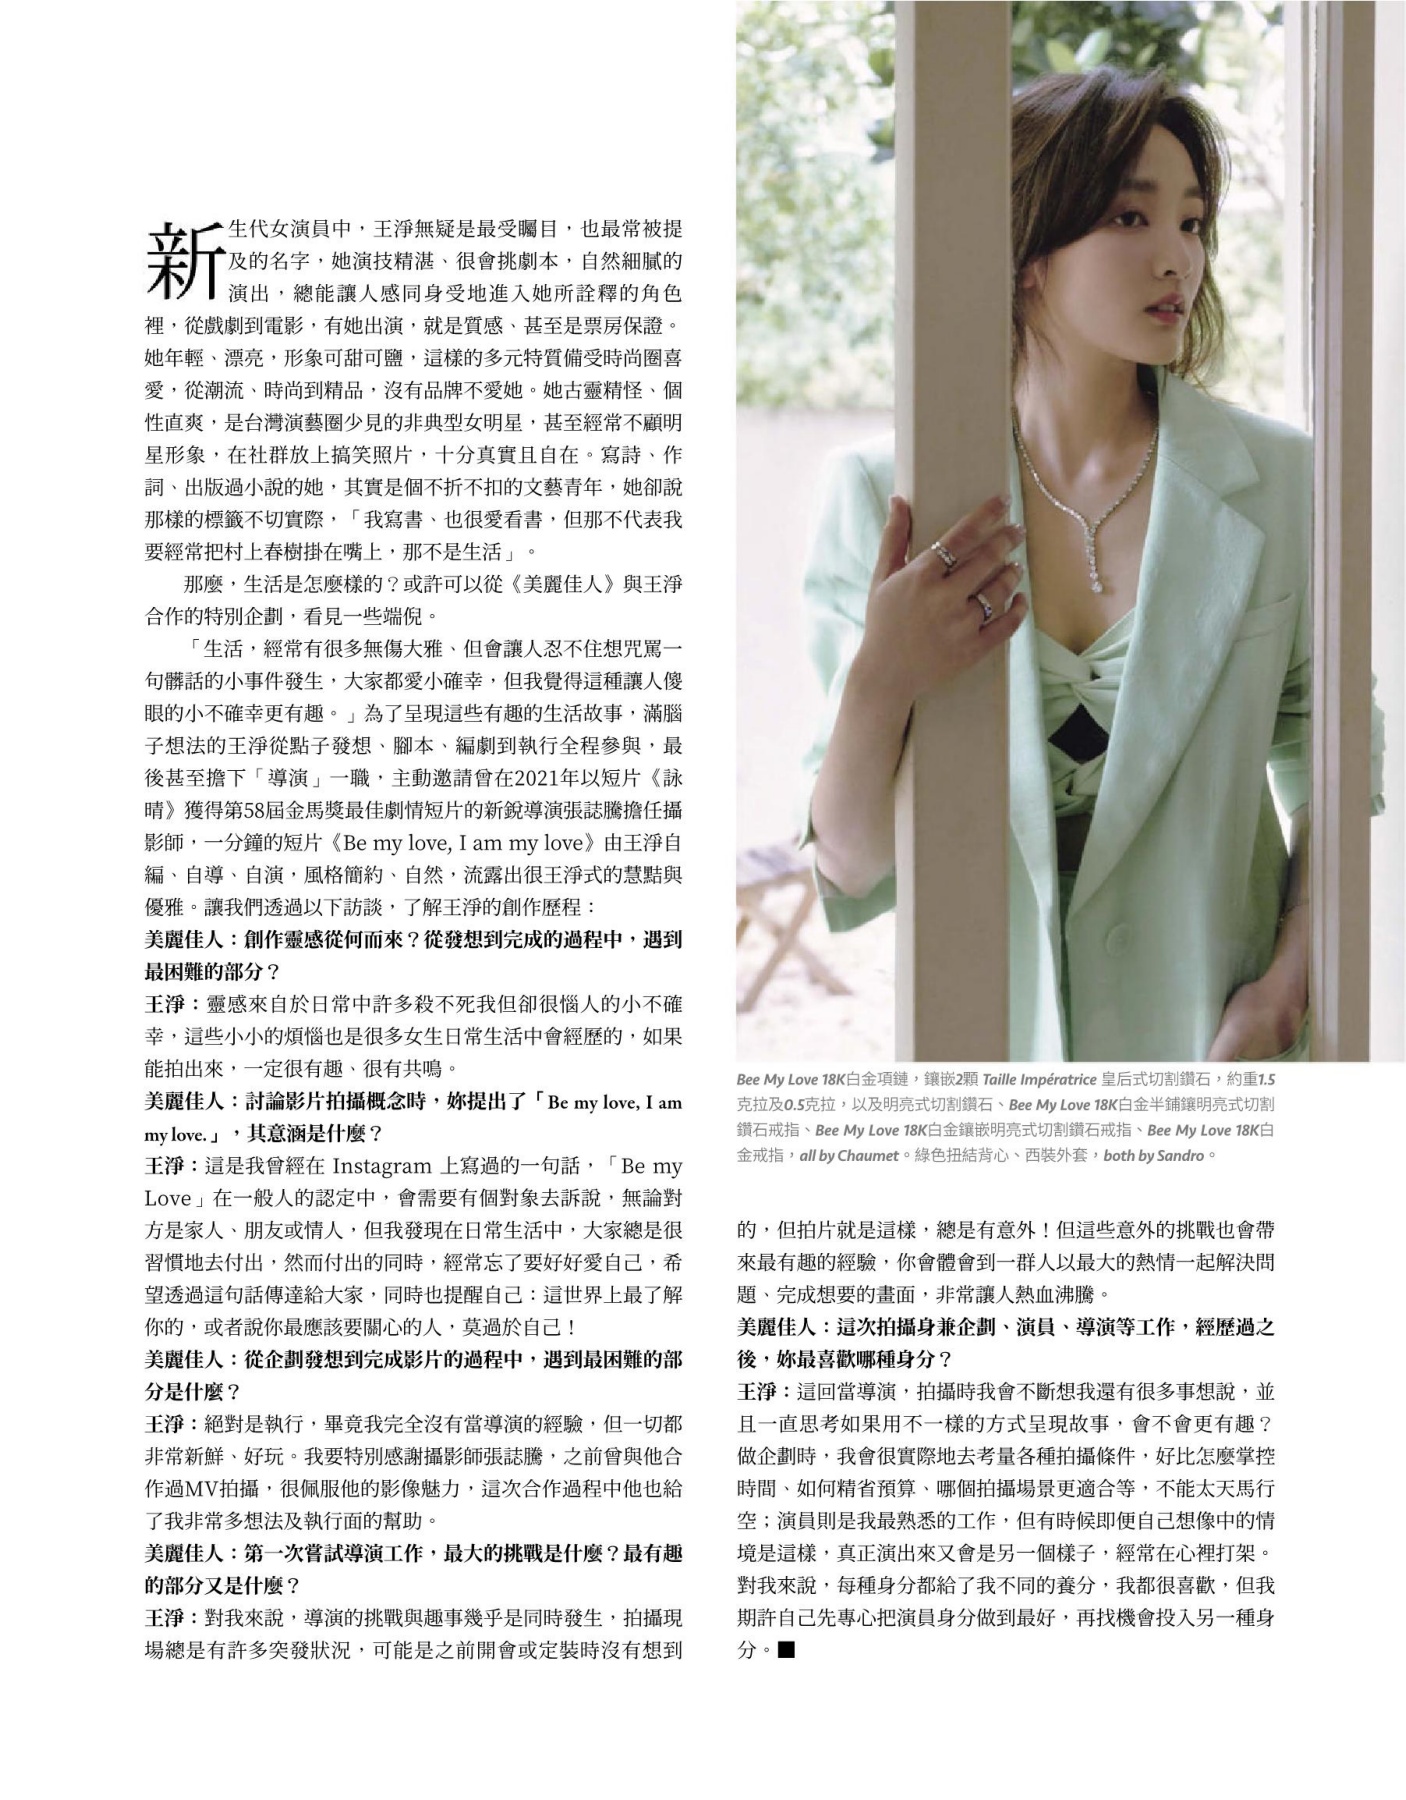 新生代女演員中，王淨無疑是最受矚目，也最常被提
及的名字，她演技精湛、很會挑劇本，自然細膩的
演出，總能讓人感同身受地進入她所詮釋的角色
裡，從戲劇到電影，有她出演，就是質感、甚至是票房保證。
她年輕、漂亮，形象可甜可鹽，這樣的多元特質備受時尚圈喜
愛，從潮流、時尚到精品，沒有品牌不愛她。她古靈精怪、個
性直爽，是台灣演藝圈少見的非典型女明星，甚至經常不顧明
星形象，在社群放上搞笑照片，十分真實且自在。寫詩、作
詞、出版過小說的她，其實是個不折不扣的文藝青年，她卻說
那樣的標籤不切實際，「我寫書、也很愛看書，但那不代表我
要經常把村上春樹掛在嘴上，那不是生活」。
那麼，生活是怎麼樣的？或許可以從《美麗佳人》與王淨
合作的特別企劃，看見一些端倪。
「生活，經常有很多無傷大雅、但會讓人忍不住想咒罵一
句髒話的小事件發生，大家都愛小確幸，但我覺得這種讓人傻
眼的小不確幸更有趣。」為了呈現這些有趣的生活故事，滿腦
子想法的王淨從點子發想、腳本、編劇到執行全程參與，最
後甚至擔下「導演」一職，主動邀請曾在2021年以短片《詠
晴》獲得第58屆金馬獎最佳劇情短片的新銳導演張誌騰擔任攝
影師，一分鐘的短片《Be my love, I am my love》由王淨自
編、自導、自演，風格簡約、自然，流露出很王淨式的慧黠與
優雅。讓我們透過以下訪談，了解王淨的創作歷程：
美麗佳人：創作靈感從何而來？從發想到完成的過程中，遇到
最困難的部分？
王淨：靈感來自於日常中許多殺不死我但卻很惱人的小不確
幸，這些小小的煩惱也是很多女生日常生活中會經歷的，如果
能拍出來，一定很有趣、很有共鳴。
美麗佳人：討論影片拍攝概念時，妳提出了「Be my love, I am
my love.」，其意涵是什麼？
王淨：這是我曾經在 Instagram 上寫過的一句話，「Be my
Love」在一般人的認定中，會需要有個對象去訴說，無論對
方是家人、朋友或情人，但我發現在日常生活中，大家總是很
習慣地去付出，然而付出的同時，經常忘了要好好愛自己，希
望透過這句話傳達給大家，同時也提醒自己：這世界上最了解
你的，或者說你最應該要關心的人，莫過於自己！
美麗佳人：從企劃發想到完成影片的過程中，遇到最困難的部
分是什麼？
王淨：絕對是執行，畢竟我完全沒有當導演的經驗，但一切都
非常新鮮、好玩。我要特別感謝攝影師張誌騰，之前曾與他合
作過MV拍攝，很佩服他的影像魅力，這次合作過程中他也給
了我非常多想法及執行面的幫助。
美麗佳人：第一次嘗試導演工作，最大的挑戰是什麼？最有趣
的部分又是什麼？
王淨：對我來說，導演的挑戰與趣事幾乎是同時發生，拍攝現
場總是有許多突發狀況，可能是之前開會或定裝時沒有想到
Bee My Love 18K白金項鏈，鑲嵌2顆 Taille Impératrice 皇后式切割鑽石，約重1.5
克拉及0.5克拉，以及明亮式切割鑽石、Bee My Love 18K白金半鋪鑲明亮式切割
鑽石戒指、Bee My Love 18K白金鑲嵌明亮式切割鑽石戒指、Bee My Love 18K白
金戒指，all by Chaumet。綠色扭結背心、西裝外套，both by Sandro。
的，但拍片就是這樣，總是有意外！但這些意外的挑戰也會帶
來最有趣的經驗，你會體會到一群人以最大的熱情一起解決問
題、完成想要的畫面，非常讓人熱血沸騰。
美麗佳人：這次拍攝身兼企劃、演員、導演等工作，經歷過之
後，妳最喜歡哪種身分？
王淨：這回當導演，拍攝時我會不斷想我還有很多事想說，並
且一直思考如果用不一樣的方式呈現故事，會不會更有趣？
做企劃時，我會很實際地去考量各種拍攝條件，好比怎麼掌控
時間、如何精省預算、哪個拍攝場景更適合等，不能太天馬行
空；演員則是我最熟悉的工作，但有時候即便自己想像中的情
境是這樣，真正演出來又會是另一個樣子，經常在心裡打架。
對我來說，每種身分都給了我不同的養分，我都很喜歡，但我
期許自己先專心把演員身分做到最好，再找機會投入另一種身
分。■